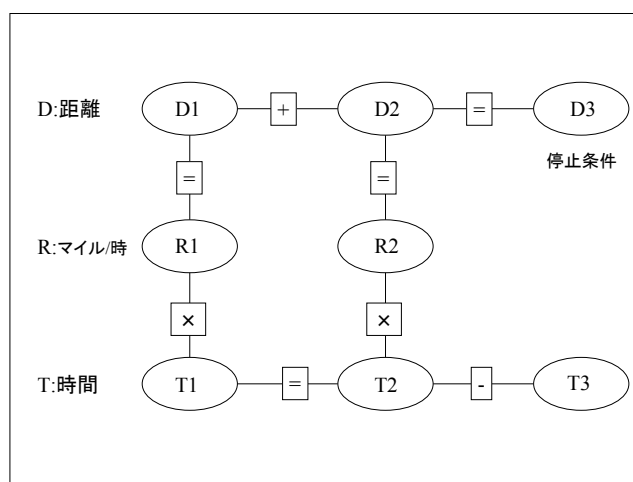 D:距離 D1 + D2 = D3
停止条件
= =
R:マイル/時 R1 R2
× ×
T:時間 T1 = T2 - T3